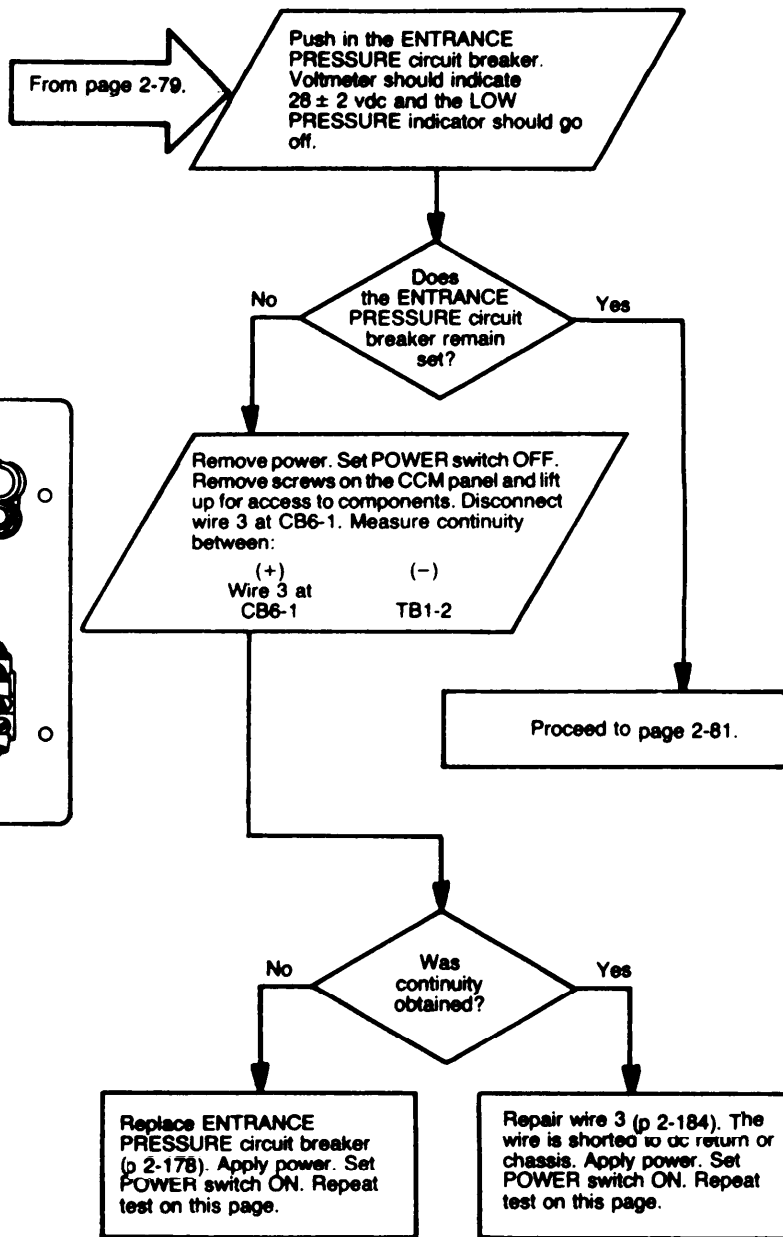 From page 2-79.
Push in the ENTRANCE
PRESSURE circuit breaker.
Voltmeter should indicate
28 ± 2 vdc and the LOW
PRESSURE indicator should go
off.
Does
the ENTRANCE
PRESSURE circuit
breaker remain
set?
No
Yes
Remove power. Set POWER switch OFF.
Remove screws on the CCM panel and lift
up for access to components. Disconnect
wire 3 at CB6-1. Measure continuity
between:
(+) (−)
Wire 3 at
CB6-1 TB1-2
Proceed to page 2-81.
Was
continuity
obtained?
No
Yes
Replace ENTRANCE
PRESSURE circuit breaker
(p 2-178). Apply power. Set
POWER switch ON. Repeat
test on this page.
Repair wire 3 (p 2-184). The
wire is shorted to dc return or
chassis. Apply power. Set
POWER switch ON. Repeat
test on this page.